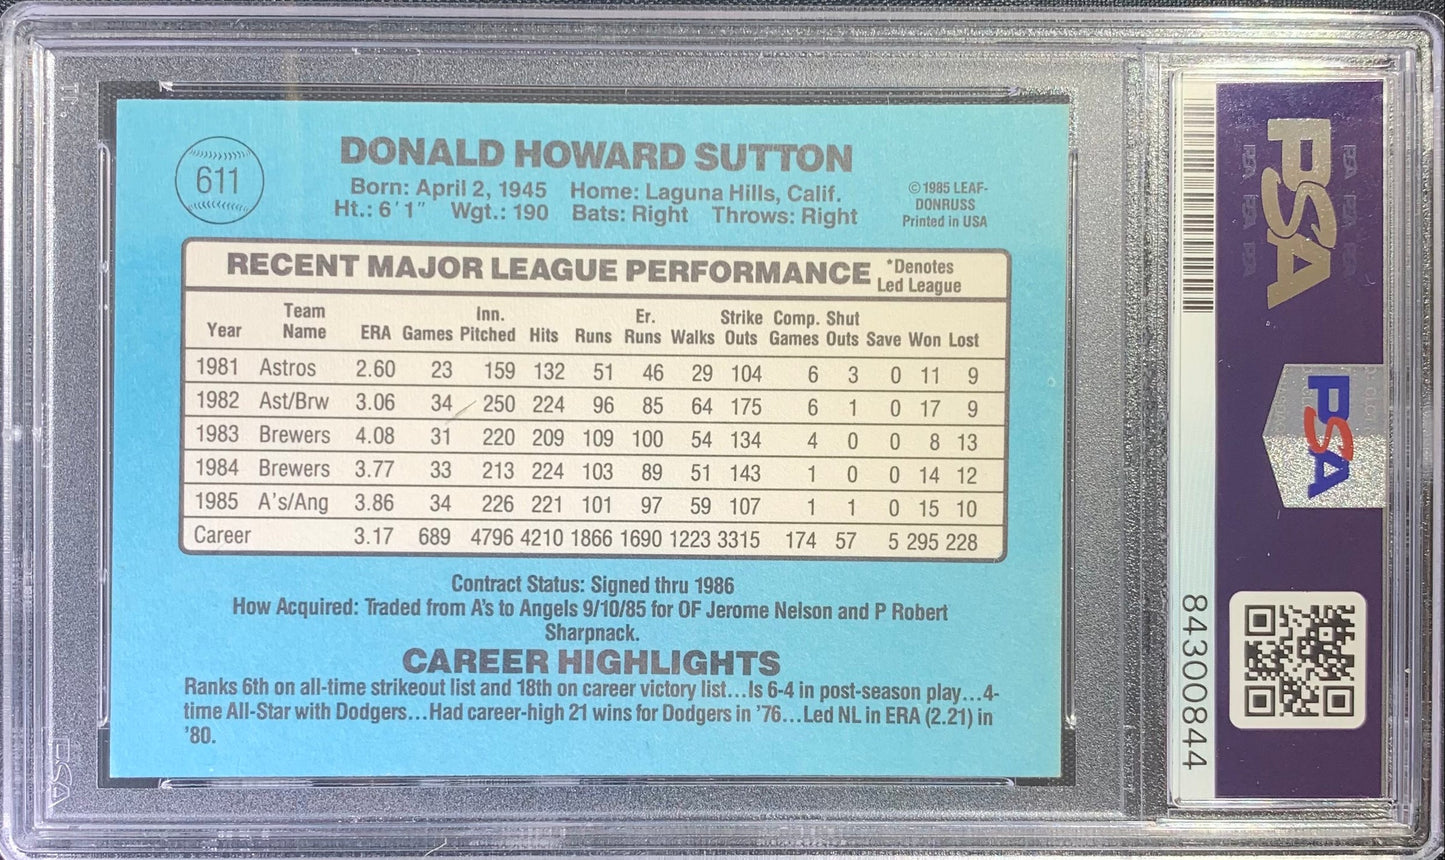 611
DONALD HOWARD SUTTON
Born: April 2, 1945 Home: Laguna Hills, Calif.
Ht.: 6'1" Wgt.: 190 Bats: Right Throws: Right
© 1985 LEAF-
DONRUSS
Printed in USA
RECENT MAJOR LEAGUE PERFORMANCE *Denotes
Led League
Year Team Name ERA Games Inn. Pitched Hits Runs Er. Runs Walks Strike Outs Comp. Games Shut Outs Save Won Lost
1981 Astros 2.60 23 159 132 51 46 29 104 6 3 0 11 9
1982 Ast/Brw 3.06 34 250 224 96 85 64 175 6 1 0 17 9
1983 Brewers 4.08 31 220 209 109 100 54 134 4 0 0 8 13
1984 Brewers 3.77 33 213 224 103 89 51 143 1 0 0 14 12
1985 A's/Ang 3.86 34 226 221 101 97 59 107 1 1 0 15 10
Career 3.17 689 4796 4210 1866 1690 1223 3315 174 57 5 295 228
Contract Status: Signed thru 1986
How Acquired: Traded from A's to Angels 9/10/85 for OF Jerome Nelson and P Robert
Sharpnack.
CAREER HIGHLIGHTS
Ranks 6th on all-time strikeout list and 18th on career victory list...Is 6-4 in post-season play...4-
time All-Star with Dodgers...Had career-high 21 wins for Dodgers in '76...Led NL in ERA (2.21) in
'80.
PSA
PSA
84300844
PSA